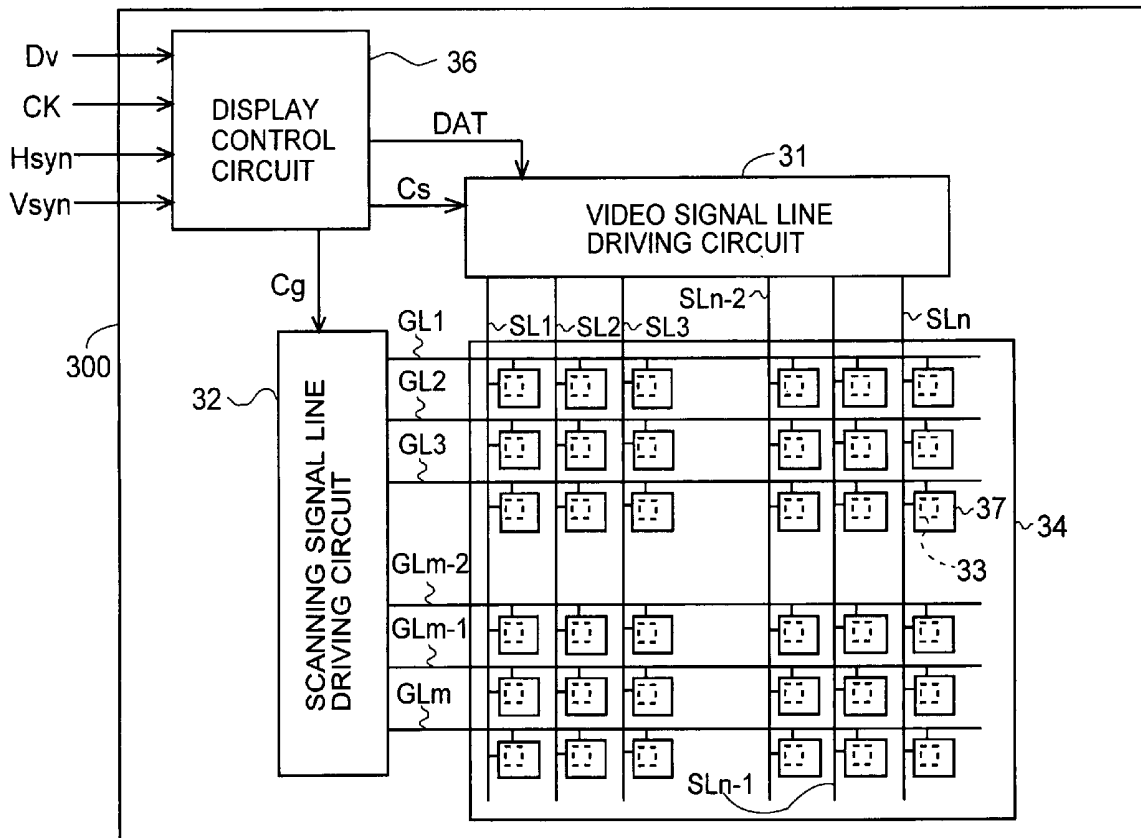 Dv
CK
Hsyn
Vsyn
DISPLAY
CONTROL
CIRCUIT
36
DAT
Cs
Cg
31
VIDEO SIGNAL LINE
DRIVING CIRCUIT
300
32
SCANNING SIGNAL LINE
DRIVING CIRCUIT
SL1
SL2
SL3
SLn-2
SLn
GL1
GL2
GL3
GLm-2
GLm-1
GLm
37
34
33
SLn-1